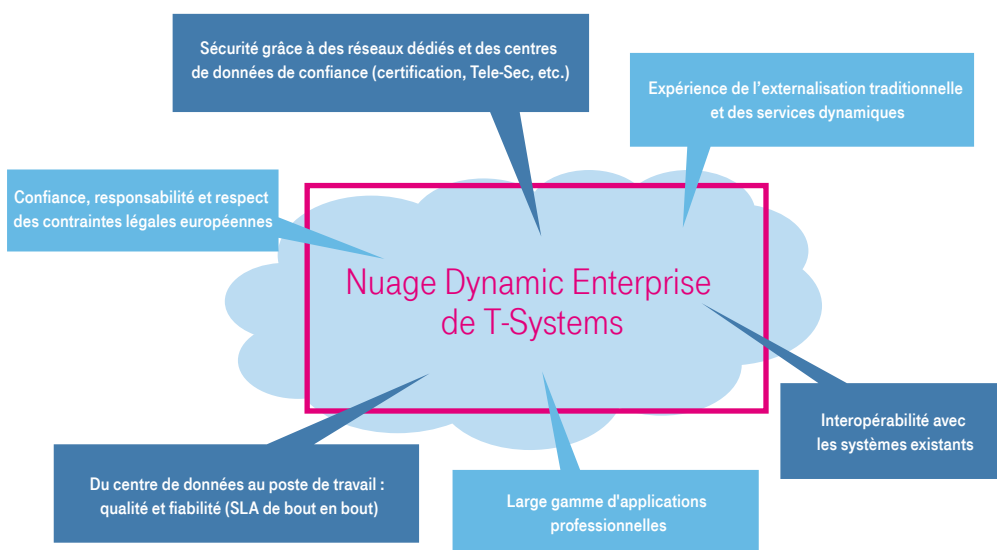 Sécurité grâce à des réseaux dédiés et des centres
de données de confiance (certification, Tele-Sec, etc.)
Expérience de l'externalisation traditionnelle
et des services dynamiques
Confiance, responsabilité et respect
des contraintes légales européennes
Nuage Dynamic Enterprise
de T-Systems
Interopérabilité avec
les systèmes existants
Du centre de données au poste de travail :
qualité et fiabilité (SLA de bout en bout)
Large gamme d'applications
professionnelles